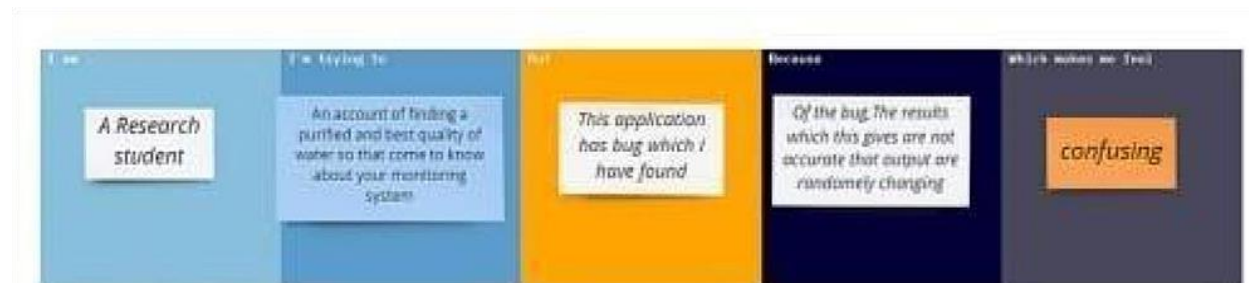 I am
A Research
student
I'm trying to
An account of finding a
purified and best quality of
water so that come to know
about your monitoring
system
But
This application
has bug which i
have found
Because
Of the bug.The results
which this gives are not
accurate that output are
randomely changing
Which makes me feel
confusing